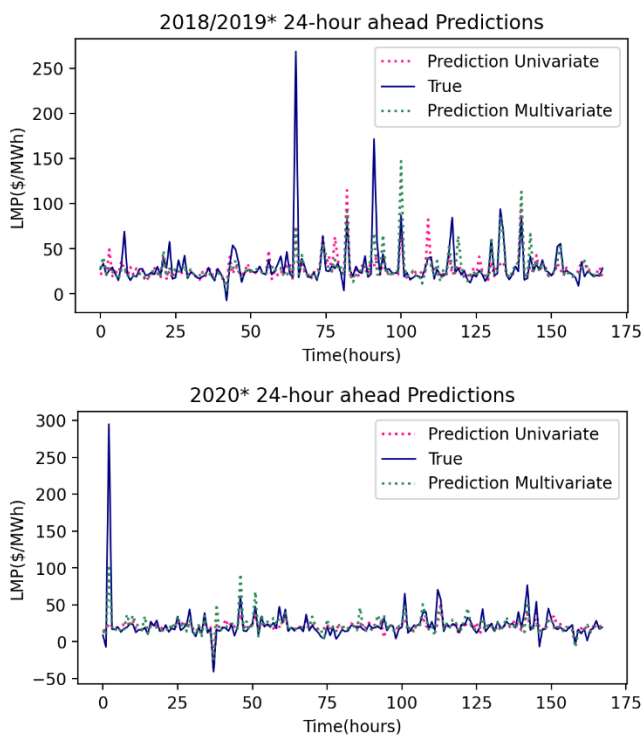 2018/2019* 24-hour ahead Predictions
LMP($/MWh)
250
200
150
100
50
0
Prediction Univariate
True
Prediction Multivariate
0 25 50 75 100 125 150 175
Time(hours)
2020* 24-hour ahead Predictions
LMP($/MWh)
300
250
200
150
100
50
0
−50
Prediction Univariate
True
Prediction Multivariate
0 25 50 75 100 125 150 175
Time(hours)